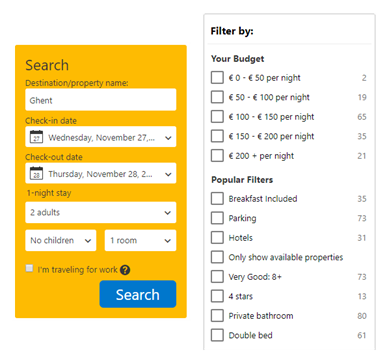 Search
Destination/property name:
Ghent
Check-in date
27 Wednesday, November 27,...
Check-out date
28 Thursday, November 28, 2...
1-night stay
2 adults
No children 1 room
I'm traveling for work ?
Search
Filter by:
Your Budget
€ 0 - € 50 per night 2
€ 50 - € 100 per night 19
€ 100 - € 150 per night 65
€ 150 - € 200 per night 35
€ 200 + per night 21
Popular Filters
Breakfast Included 35
Parking 73
Hotels 31
Only show available properties
Very Good: 8+ 73
4 stars 13
Private bathroom 80
Double bed 61